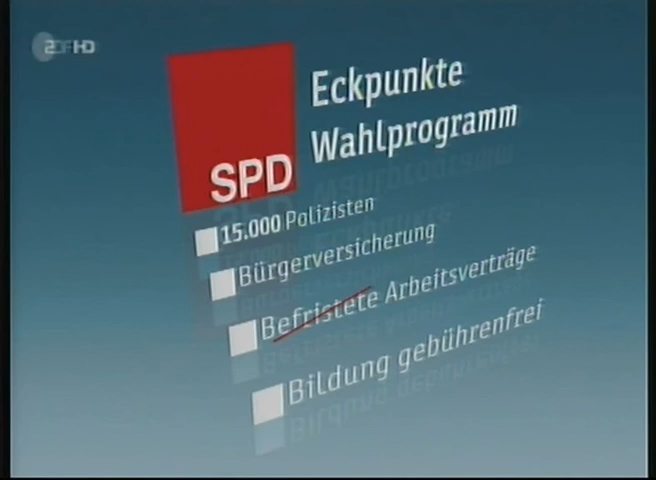 ZDF HD
SPD
Eckpunkte
Wahlprogramm
15.000 Polizisten
Bürgerversicherung
Befristete Arbeitsverträge
Bildung gebührenfrei